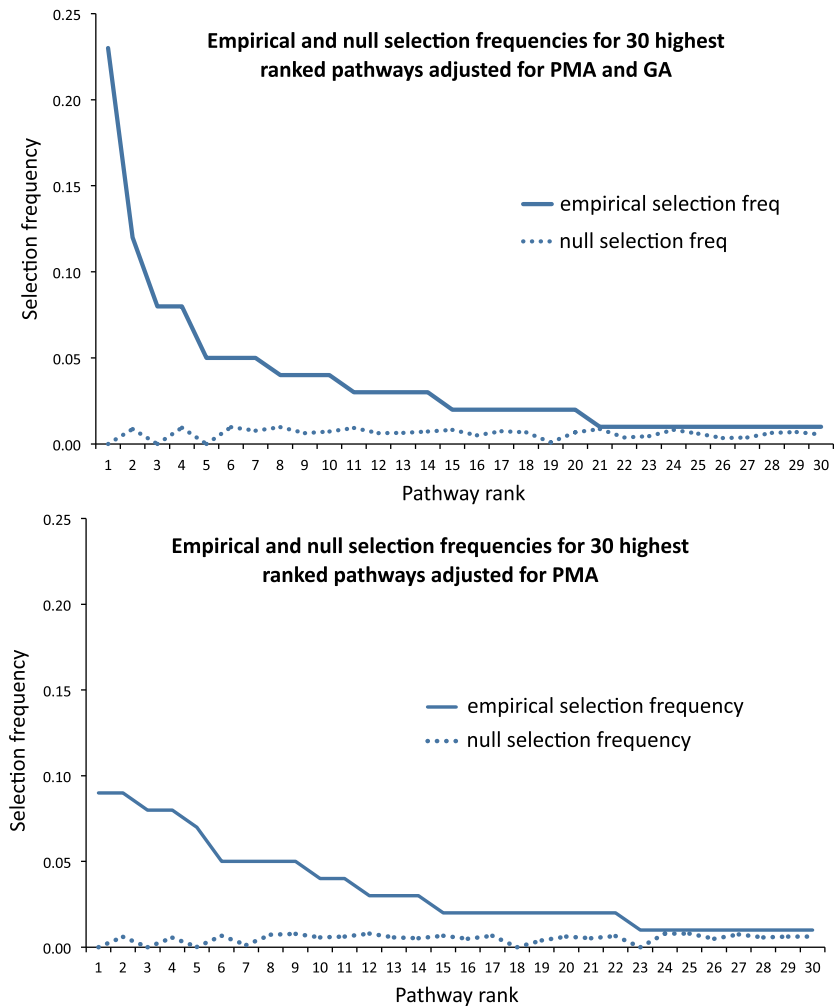 Empirical and null selection frequencies for 30 highest
ranked pathways adjusted for PMA and GA
0.25
0.20
0.15
0.10
0.05
0.00
Selection frequency
empirical selection freq
null selection freq
1 2 3 4 5 6 7 8 9 10 11 12 13 14 15 16 17 18 19 20 21 22 23 24 25 26 27 28 29 30
Pathway rank
Empirical and null selection frequencies for 30 highest
ranked pathways adjusted for PMA
0.25
0.20
0.15
0.10
0.05
0.00
Selection frequency
empirical selection frequency
null selection frequency
1 2 3 4 5 6 7 8 9 10 11 12 13 14 15 16 17 18 19 20 21 22 23 24 25 26 27 28 29 30
Pathway rank